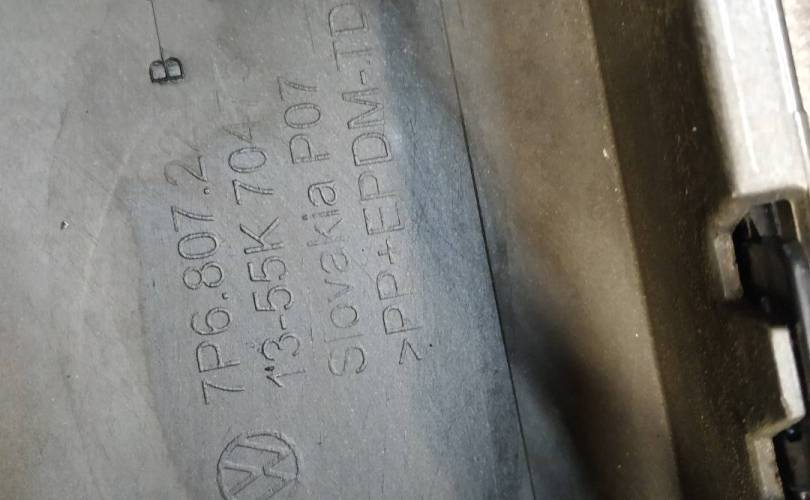 B
7P6.807.2
13-55K 704
Slovakia P07
>PP+EPDM-TD